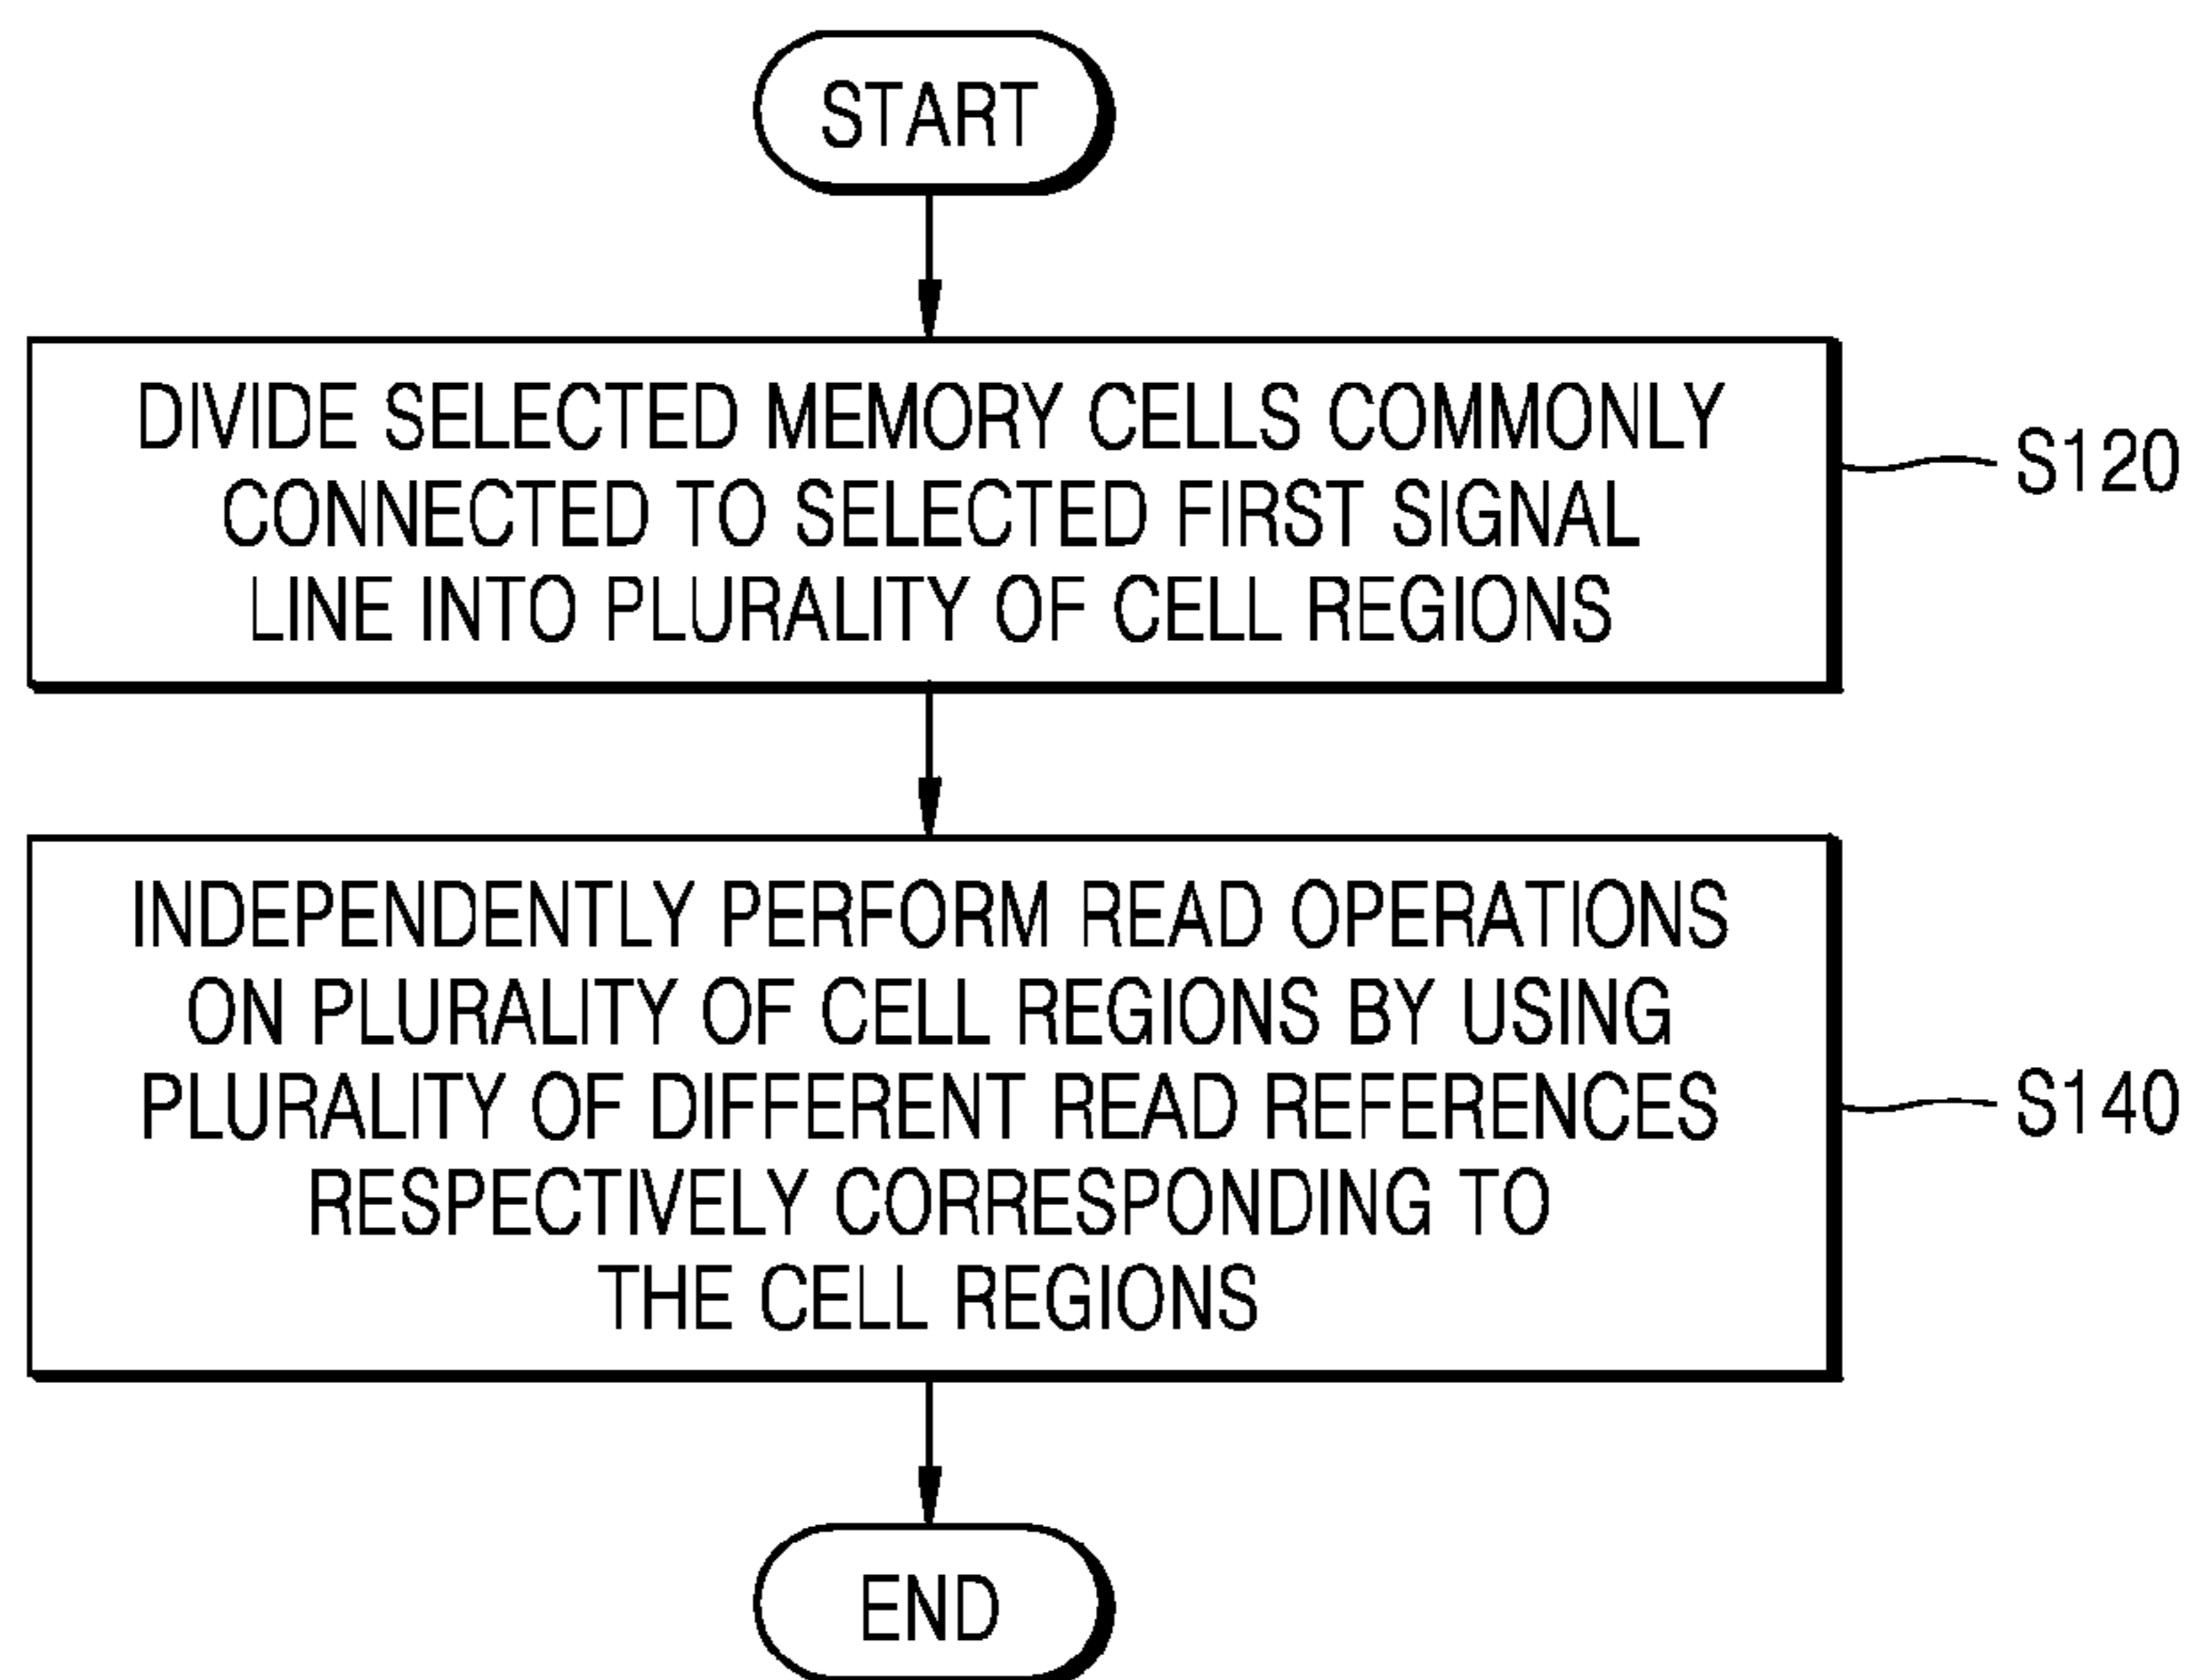 START
DIVIDE SELECTED MEMORY CELLS COMMONLY
CONNECTED TO SELECTED FIRST SIGNAL
LINE INTO PLURALITY OF CELL REGIONS
S120
INDEPENDENTLY PERFORM READ OPERATIONS
ON PLURALITY OF CELL REGIONS BY USING
PLURALITY OF DIFFERENT READ REFERENCES
RESPECTIVELY CORRESPONDING TO
THE CELL REGIONS
S140
END